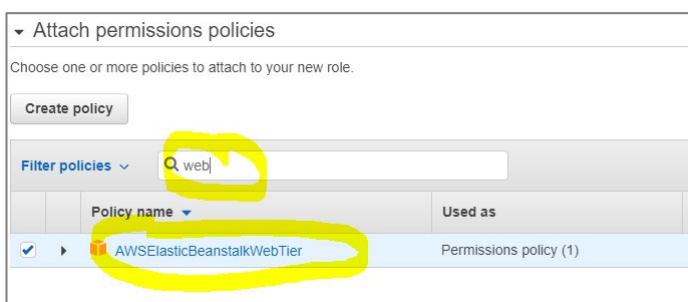 Attach permissions policies
Choose one or more policies to attach to your new role.
Create policy
Filter policies
web
Policy name Used as
AWSElasticBeanstalkWebTier Permissions policy (1)